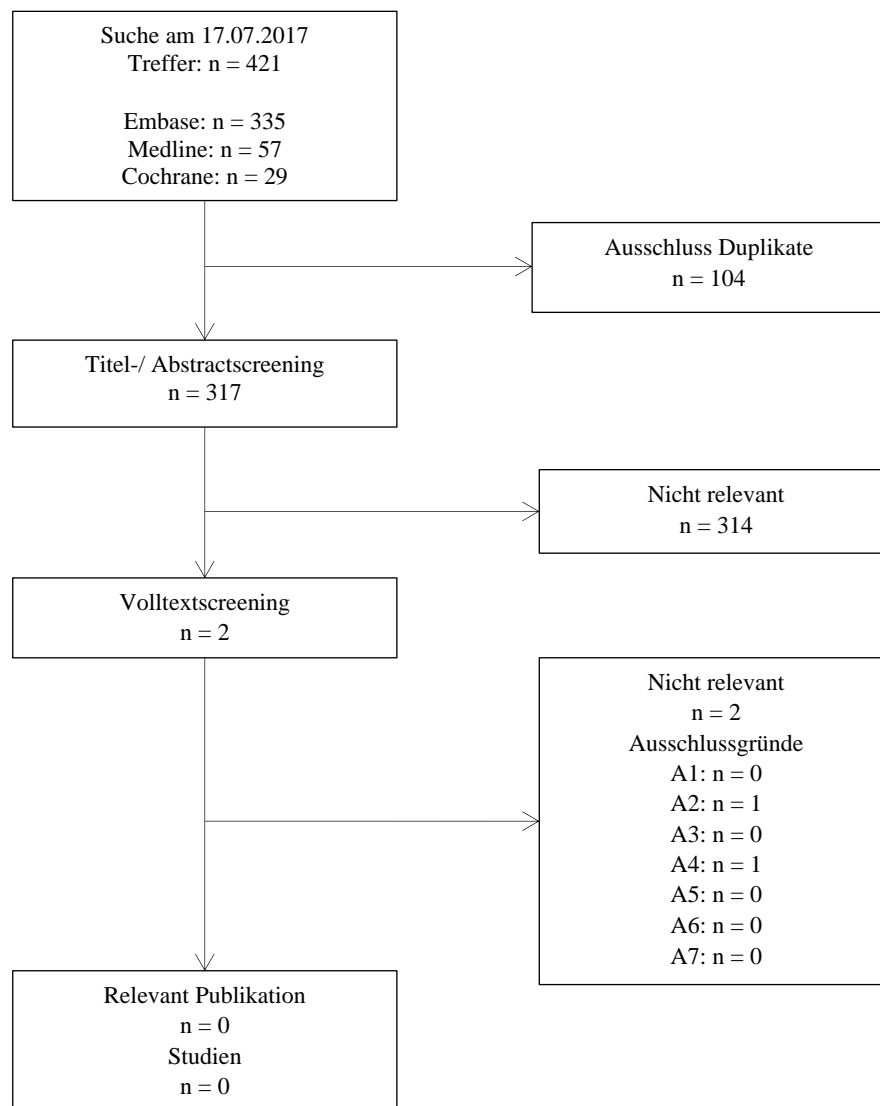 Suche am 17.07.2017
Treffer: n = 421
Embase: n = 335
Medline: n = 57
Cochrane: n = 29
Ausschluss Duplikate
n = 104
Titel-/ Abstractscreening
n = 317
Nicht relevant
n = 314
Volltextscreening
n = 2
Nicht relevant
n = 2
Ausschlussgründe
A1: n = 0
A2: n = 1
A3: n = 0
A4: n = 1
A5: n = 0
A6: n = 0
A7: n = 0
Relevant Publikation
n = 0
Studien
n = 0